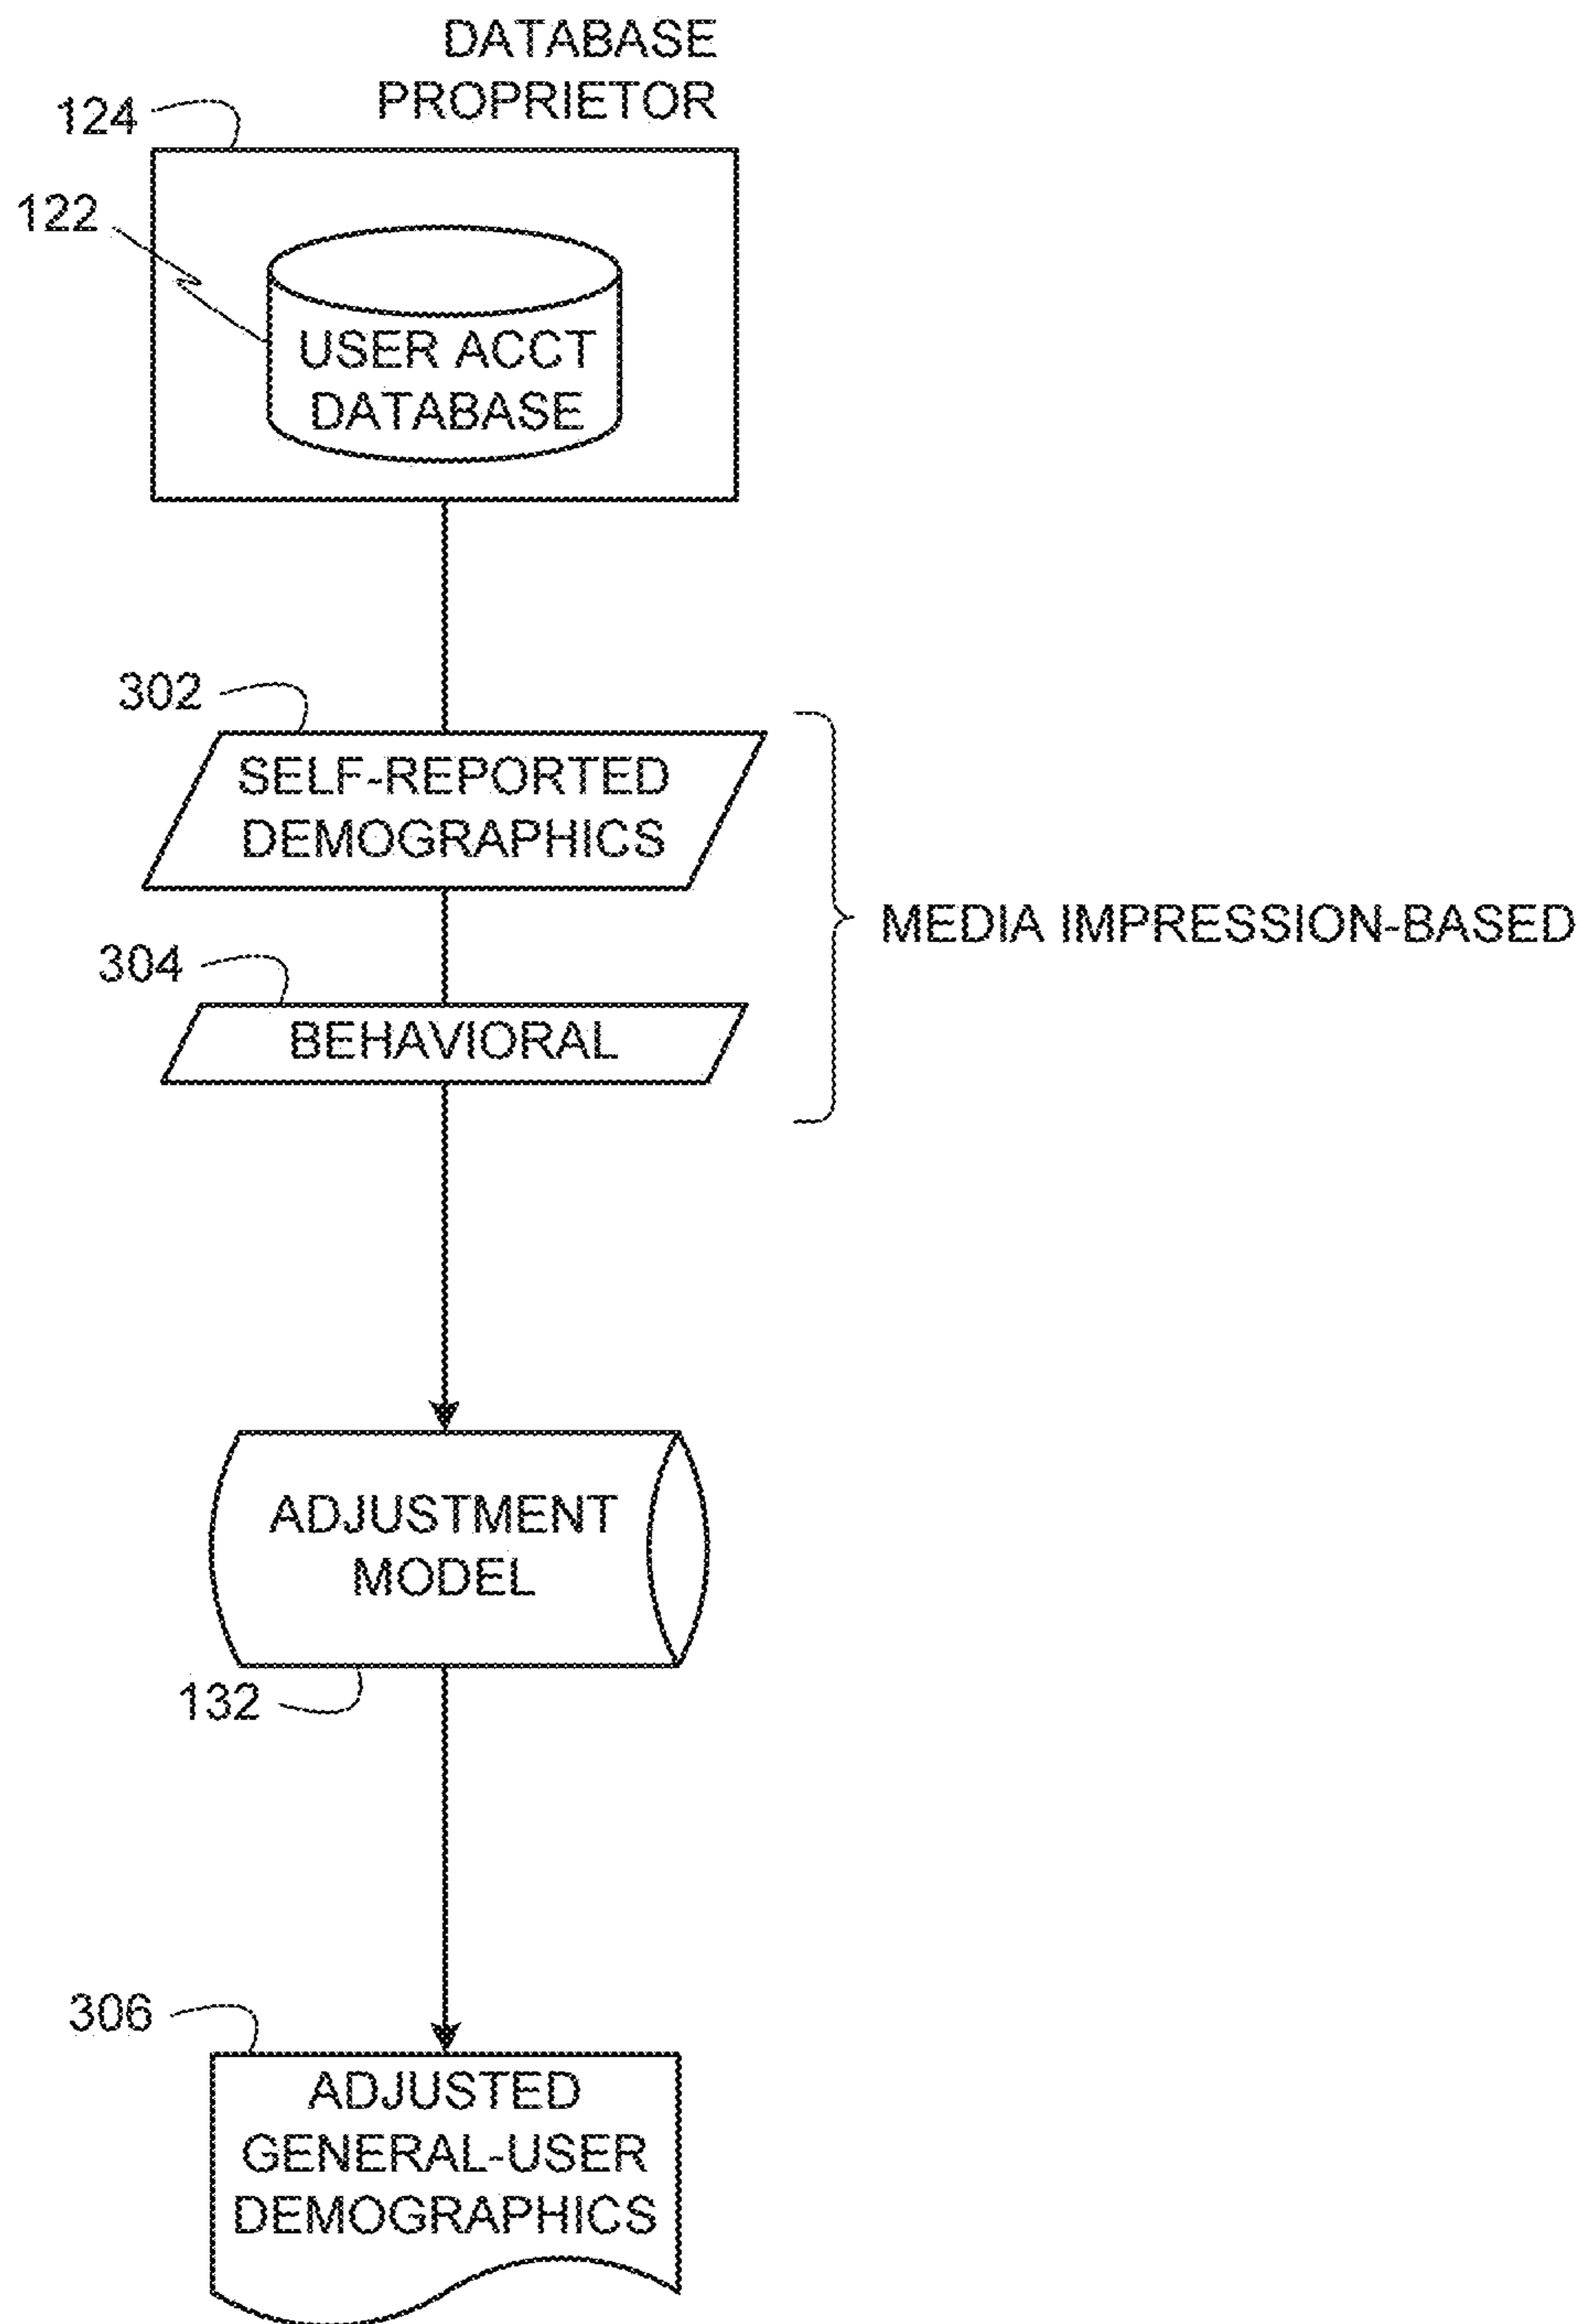 DATABASE
PROPRIETOR
124
122
USER ACCT
DATABASE
302
SELF-REPORTED
DEMOGRAPHICS
MEDIA IMPRESSION-BASED
304
BEHAVIORAL
ADJUSTMENT
MODEL
132
306
ADJUSTED
GENERAL-USER
DEMOGRAPHICS